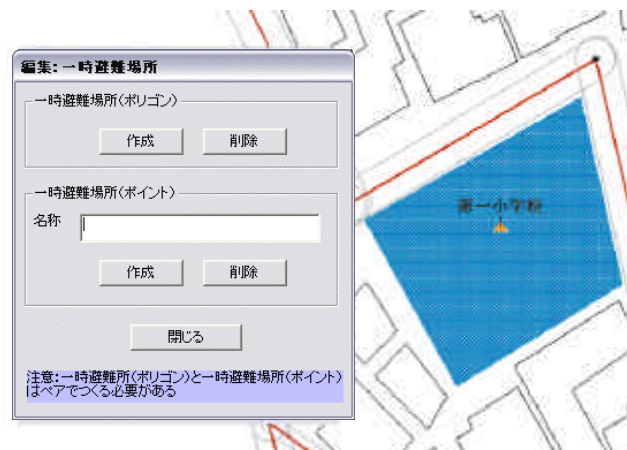 編集:一時避難場所
一時避難場所(ポリゴン)
作成 削除
一時避難場所(ポイント)
名称
作成 削除
閉じる
注意:一時避難所(ポリゴン)と一時避難場所(ポイント)
はペアでつくる必要がある
第一小学校